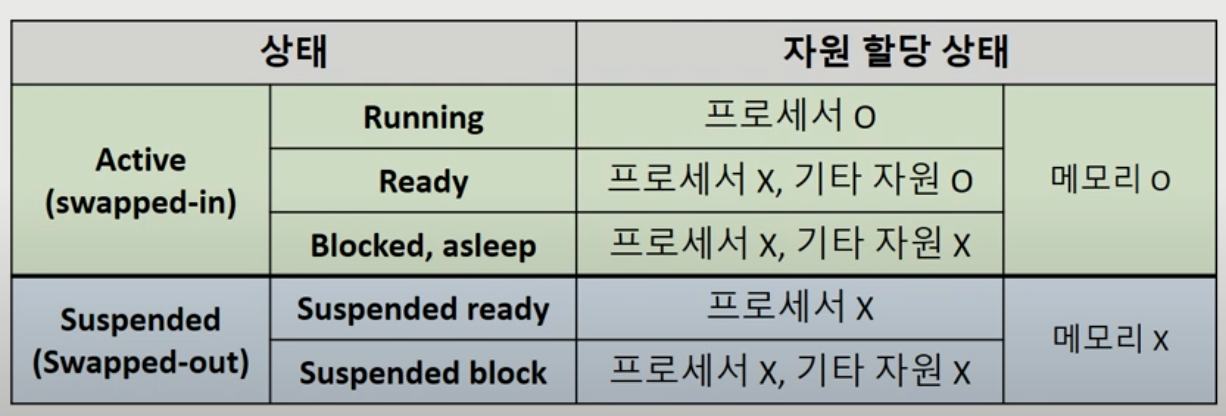 상태 자원 할당 상태
Active
(swapped-in)
Running 프로세서 O
Ready 프로세서 X, 기타 자원 O
Blocked, asleep 프로세서 X, 기타 자원 X
메모리 O
Suspended
(Swapped-out)
Suspended ready 프로세서 X
Suspended block 프로세서 X, 기타 자원 X
메모리 X